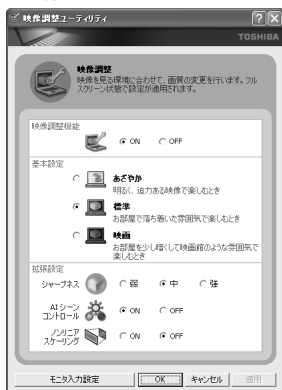 映像調整ユーティリティ
TOSHIBA
映像調整
映像を見る環境に合わせて、画質の変更を行います。フル
スクリーン状態で設定が適用されます。
映像調整機能
ON OFF
基本設定
あざやか
明るく、迫力ある映像で楽しむとき
標準
お部屋で落ち着いた雰囲気で楽しむとき
映画
お部屋を少し暗くして映画館のような雰囲気で
楽しむとき
拡張設定
シャープネス 弱 中 強
AIシーン
コントロール ON OFF
ノンリニア
スケーリング ON OFF
モニタ入力設定 OK キャンセル 適用